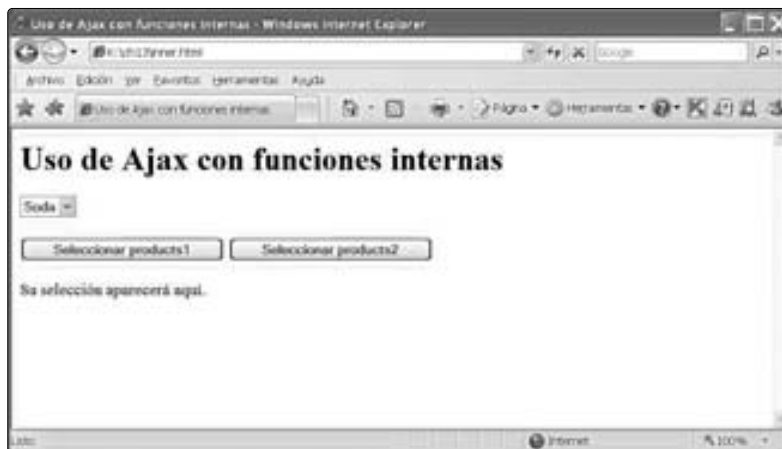 Uso de Ajax con funciones internas - Windows Internet Explorer
Google
Archivo Edición Ver Favoritos Herramientas Ayuda
Uso de Ajax con funciones internas
Página Herramientas
Uso de Ajax con funciones internas
Soda
Seleccionar products1 Seleccionar products2
Su selección aparecerá aquí.
Listo Internet 100%